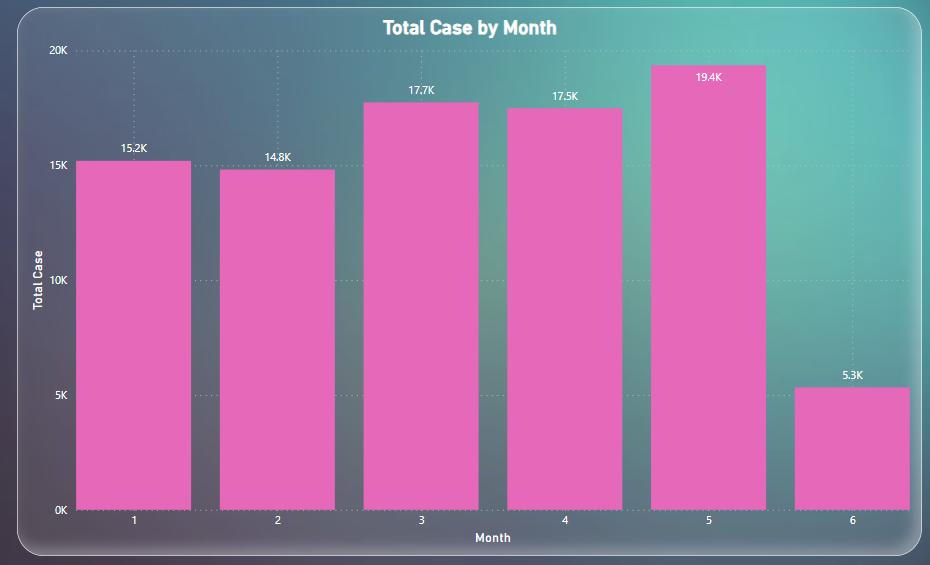 Total Case by Month
20K
15K
10K
5K
0K
Total Case
15.2K
14.8K
17.7K
17.5K
19.4K
5.3K
1 2 3 4 5 6
Month